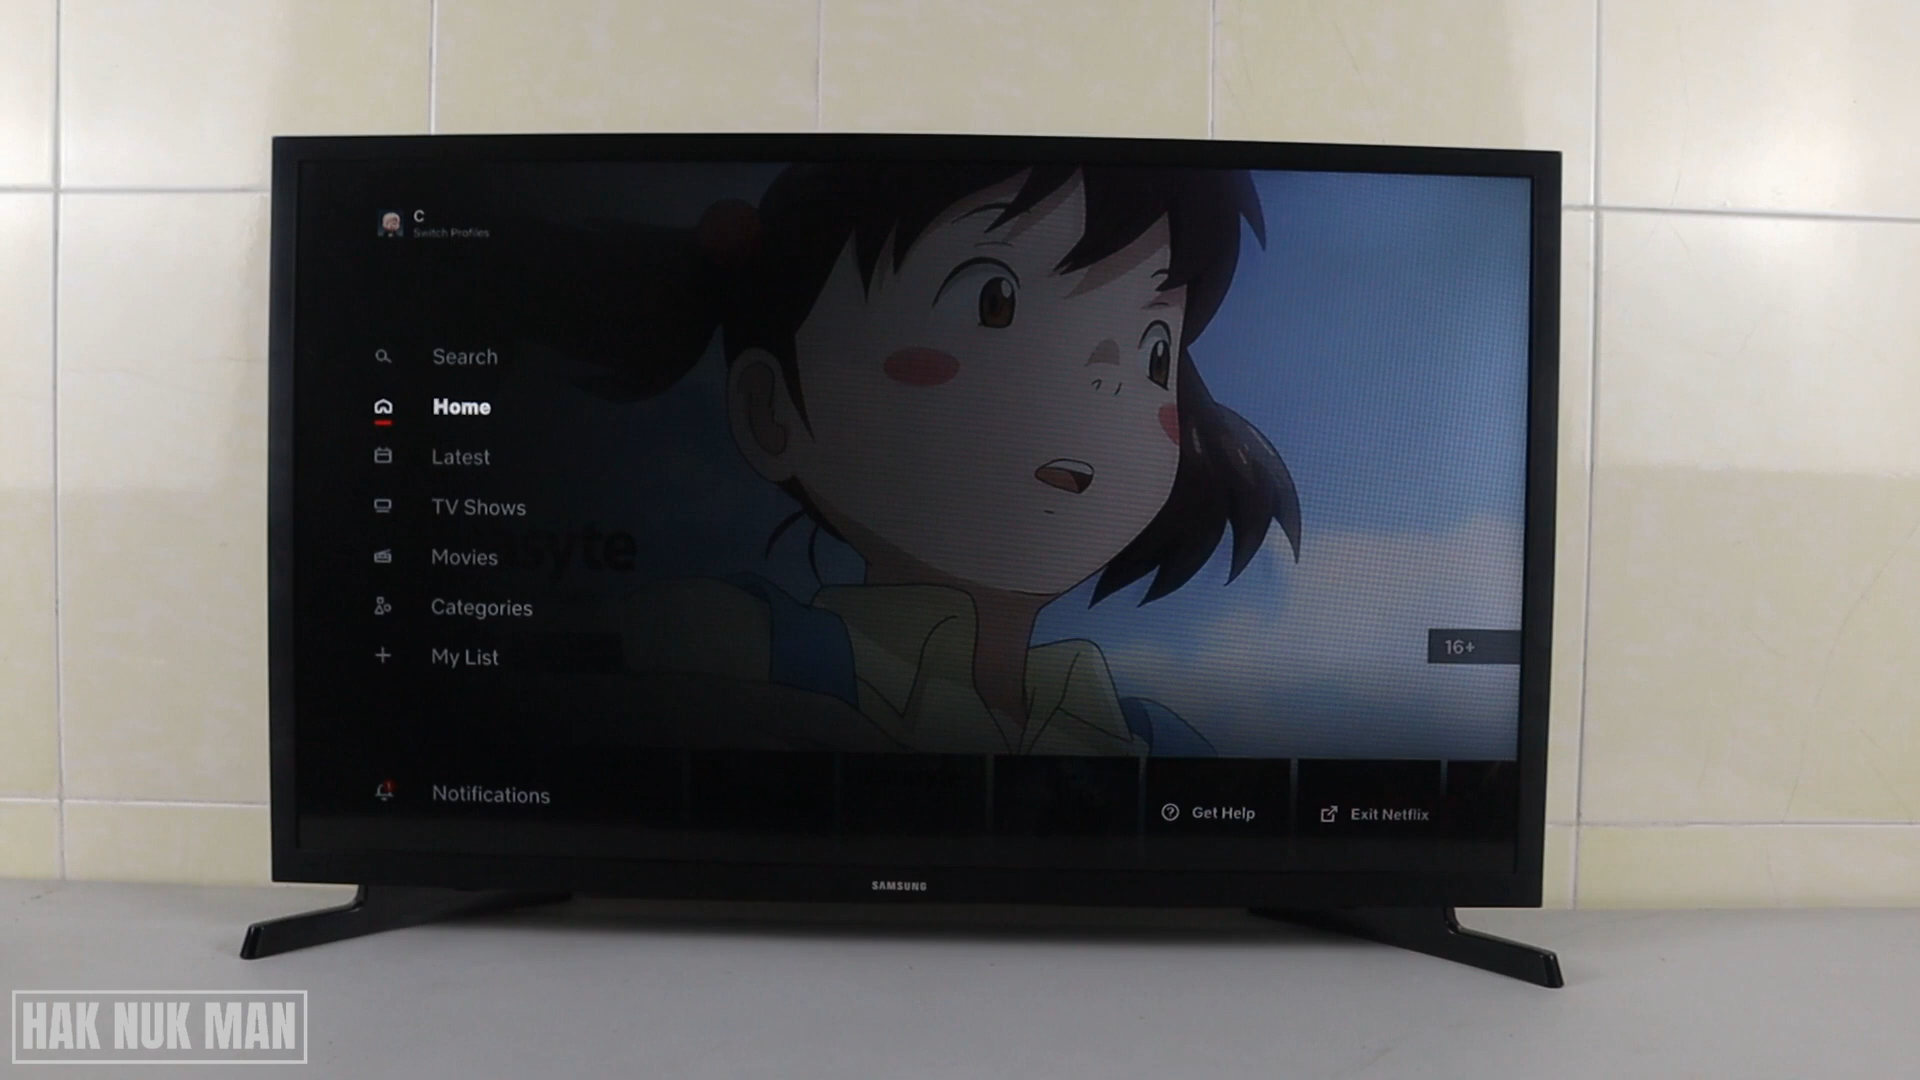 C
Switch Profiles
Search
Home
Latest
TV Shows
Movies
Categories
My List
16+
Notifications
Get Help
Exit Netflix
SAMSUNG
HAK NUK MAN